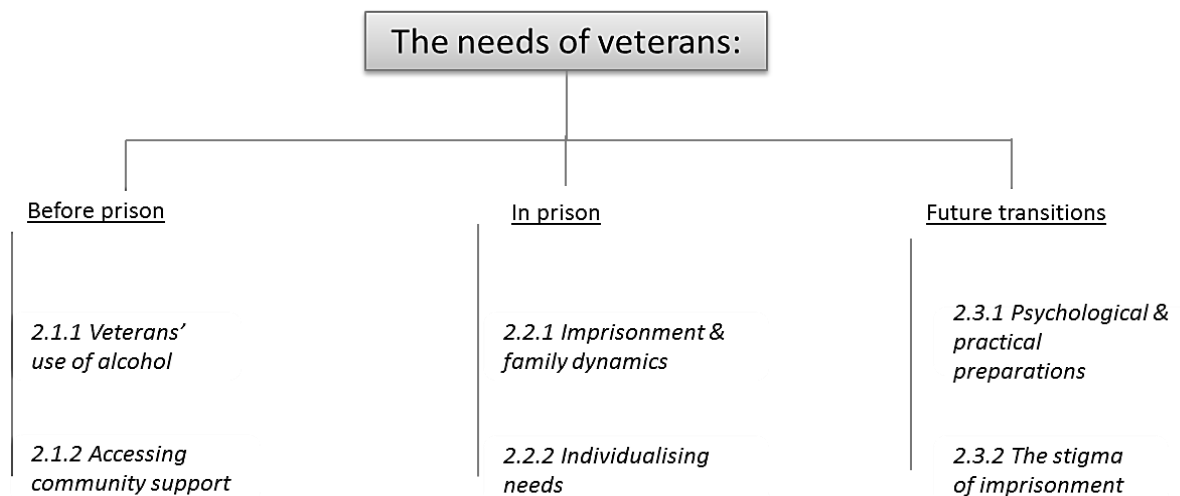 The needs of veterans:
Before prison
In prison
Future transitions
2.1.1 Veterans’
use of alcohol
2.1.2 Accessing
community support
2.2.1 Imprisonment &
family dynamics
2.2.2 Individualising
needs
2.3.1 Psychological &
practical
preparations
2.3.2 The stigma
of imprisonment